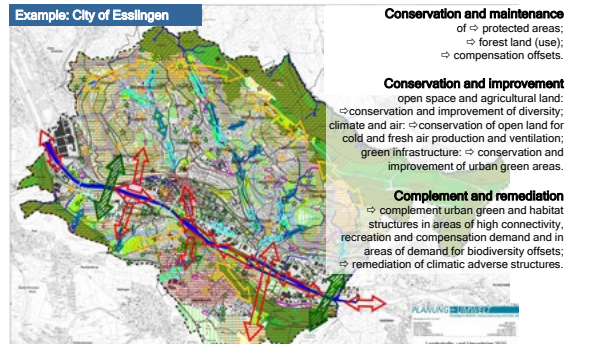 Example: City of Esslingen
Conservation and maintenance
of ⇨ protected areas;
⇨ forest land (use);
⇨ compensation offsets.
Conservation and improvement
open space and agricultural land:
⇨conservation and improvement of diversity;
climate and air: ⇨conservation of open land for
cold and fresh air production and ventilation;
green infrastructure: ⇨ conservation and
improvement of urban green areas.
Complement and remediation
⇨ complement urban green and habitat
structures in areas of high connectivity,
recreation and compensation demand and in
areas of demand for biodiversity offsets;
⇨ remediation of climatic adverse structures.
PLANUNG+UMWELT